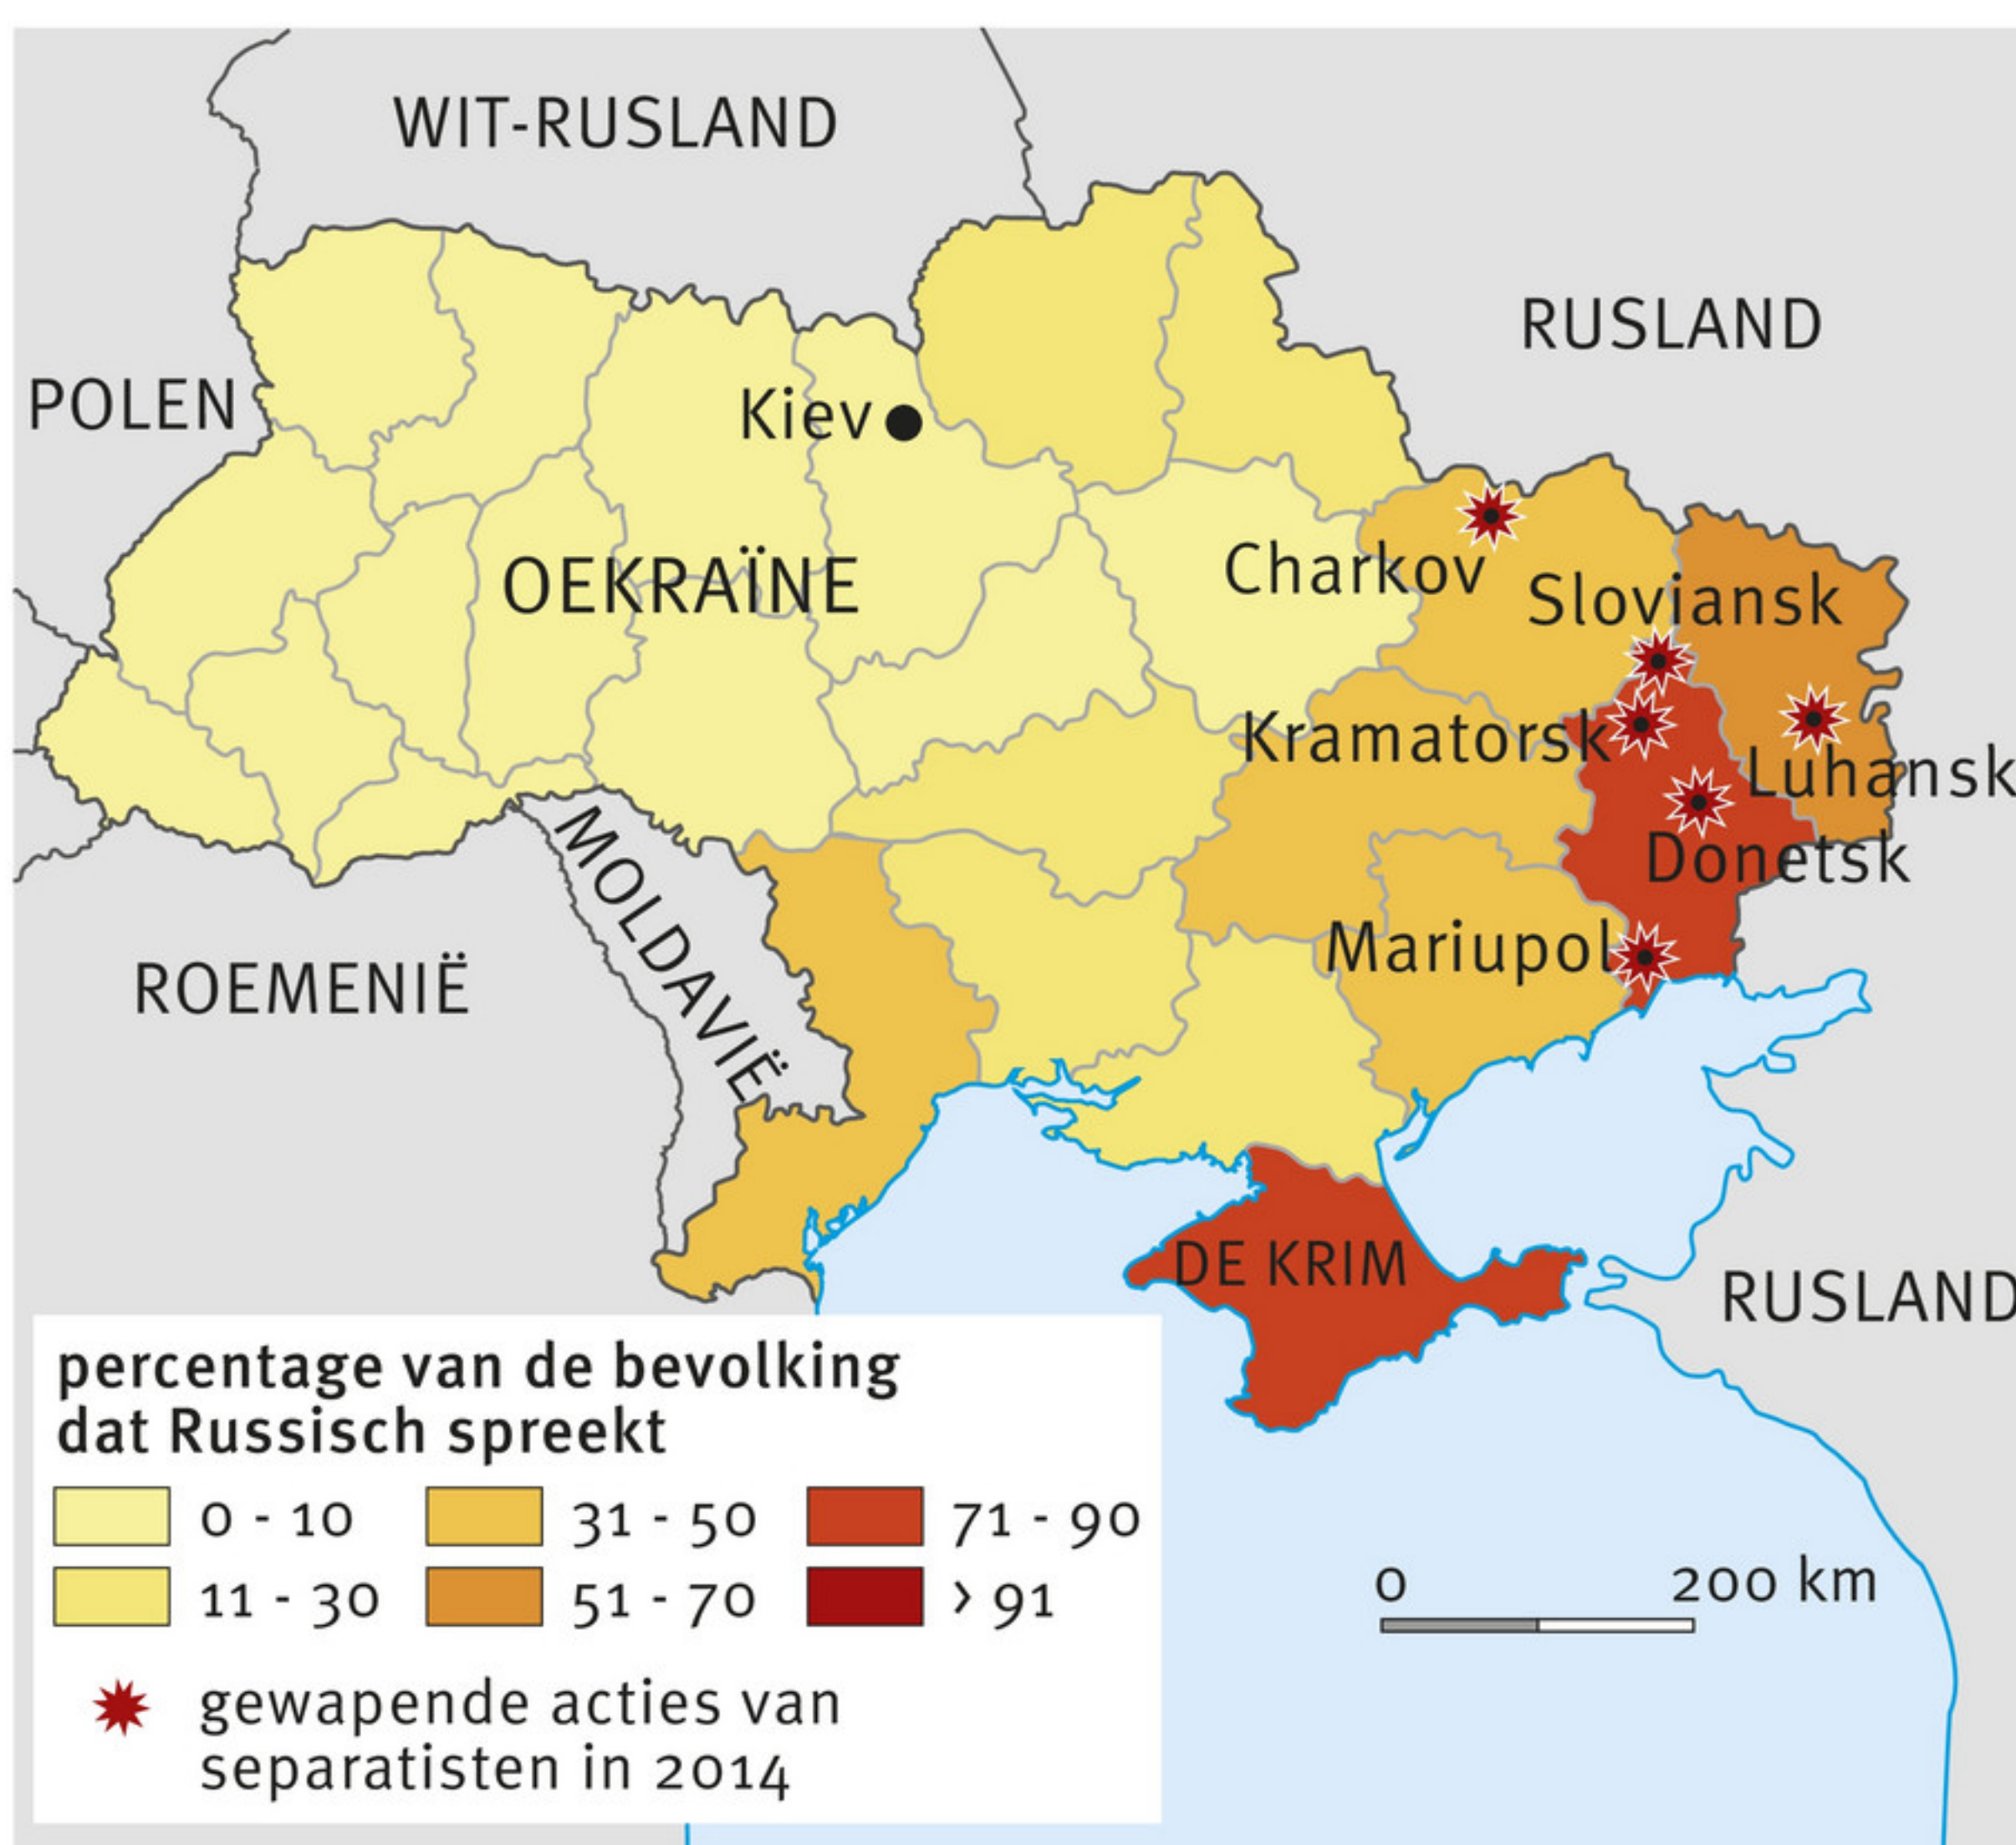 WIT-RUSLAND
RUSLAND
POLEN
Kiev
OEKRAÏNE
Charkov
Sloviansk
Kramatorsk
Luhansk
MOLDAVIË
Donetsk
Mariupol
ROEMENIË
DE KRIM
RUSLAND
percentage van de bevolking
dat Russisch spreekt
0 - 10
31 - 50
71 - 90
11 - 30
51 - 70
> 91
gewapende acties van
separatisten in 2014
0
200 km